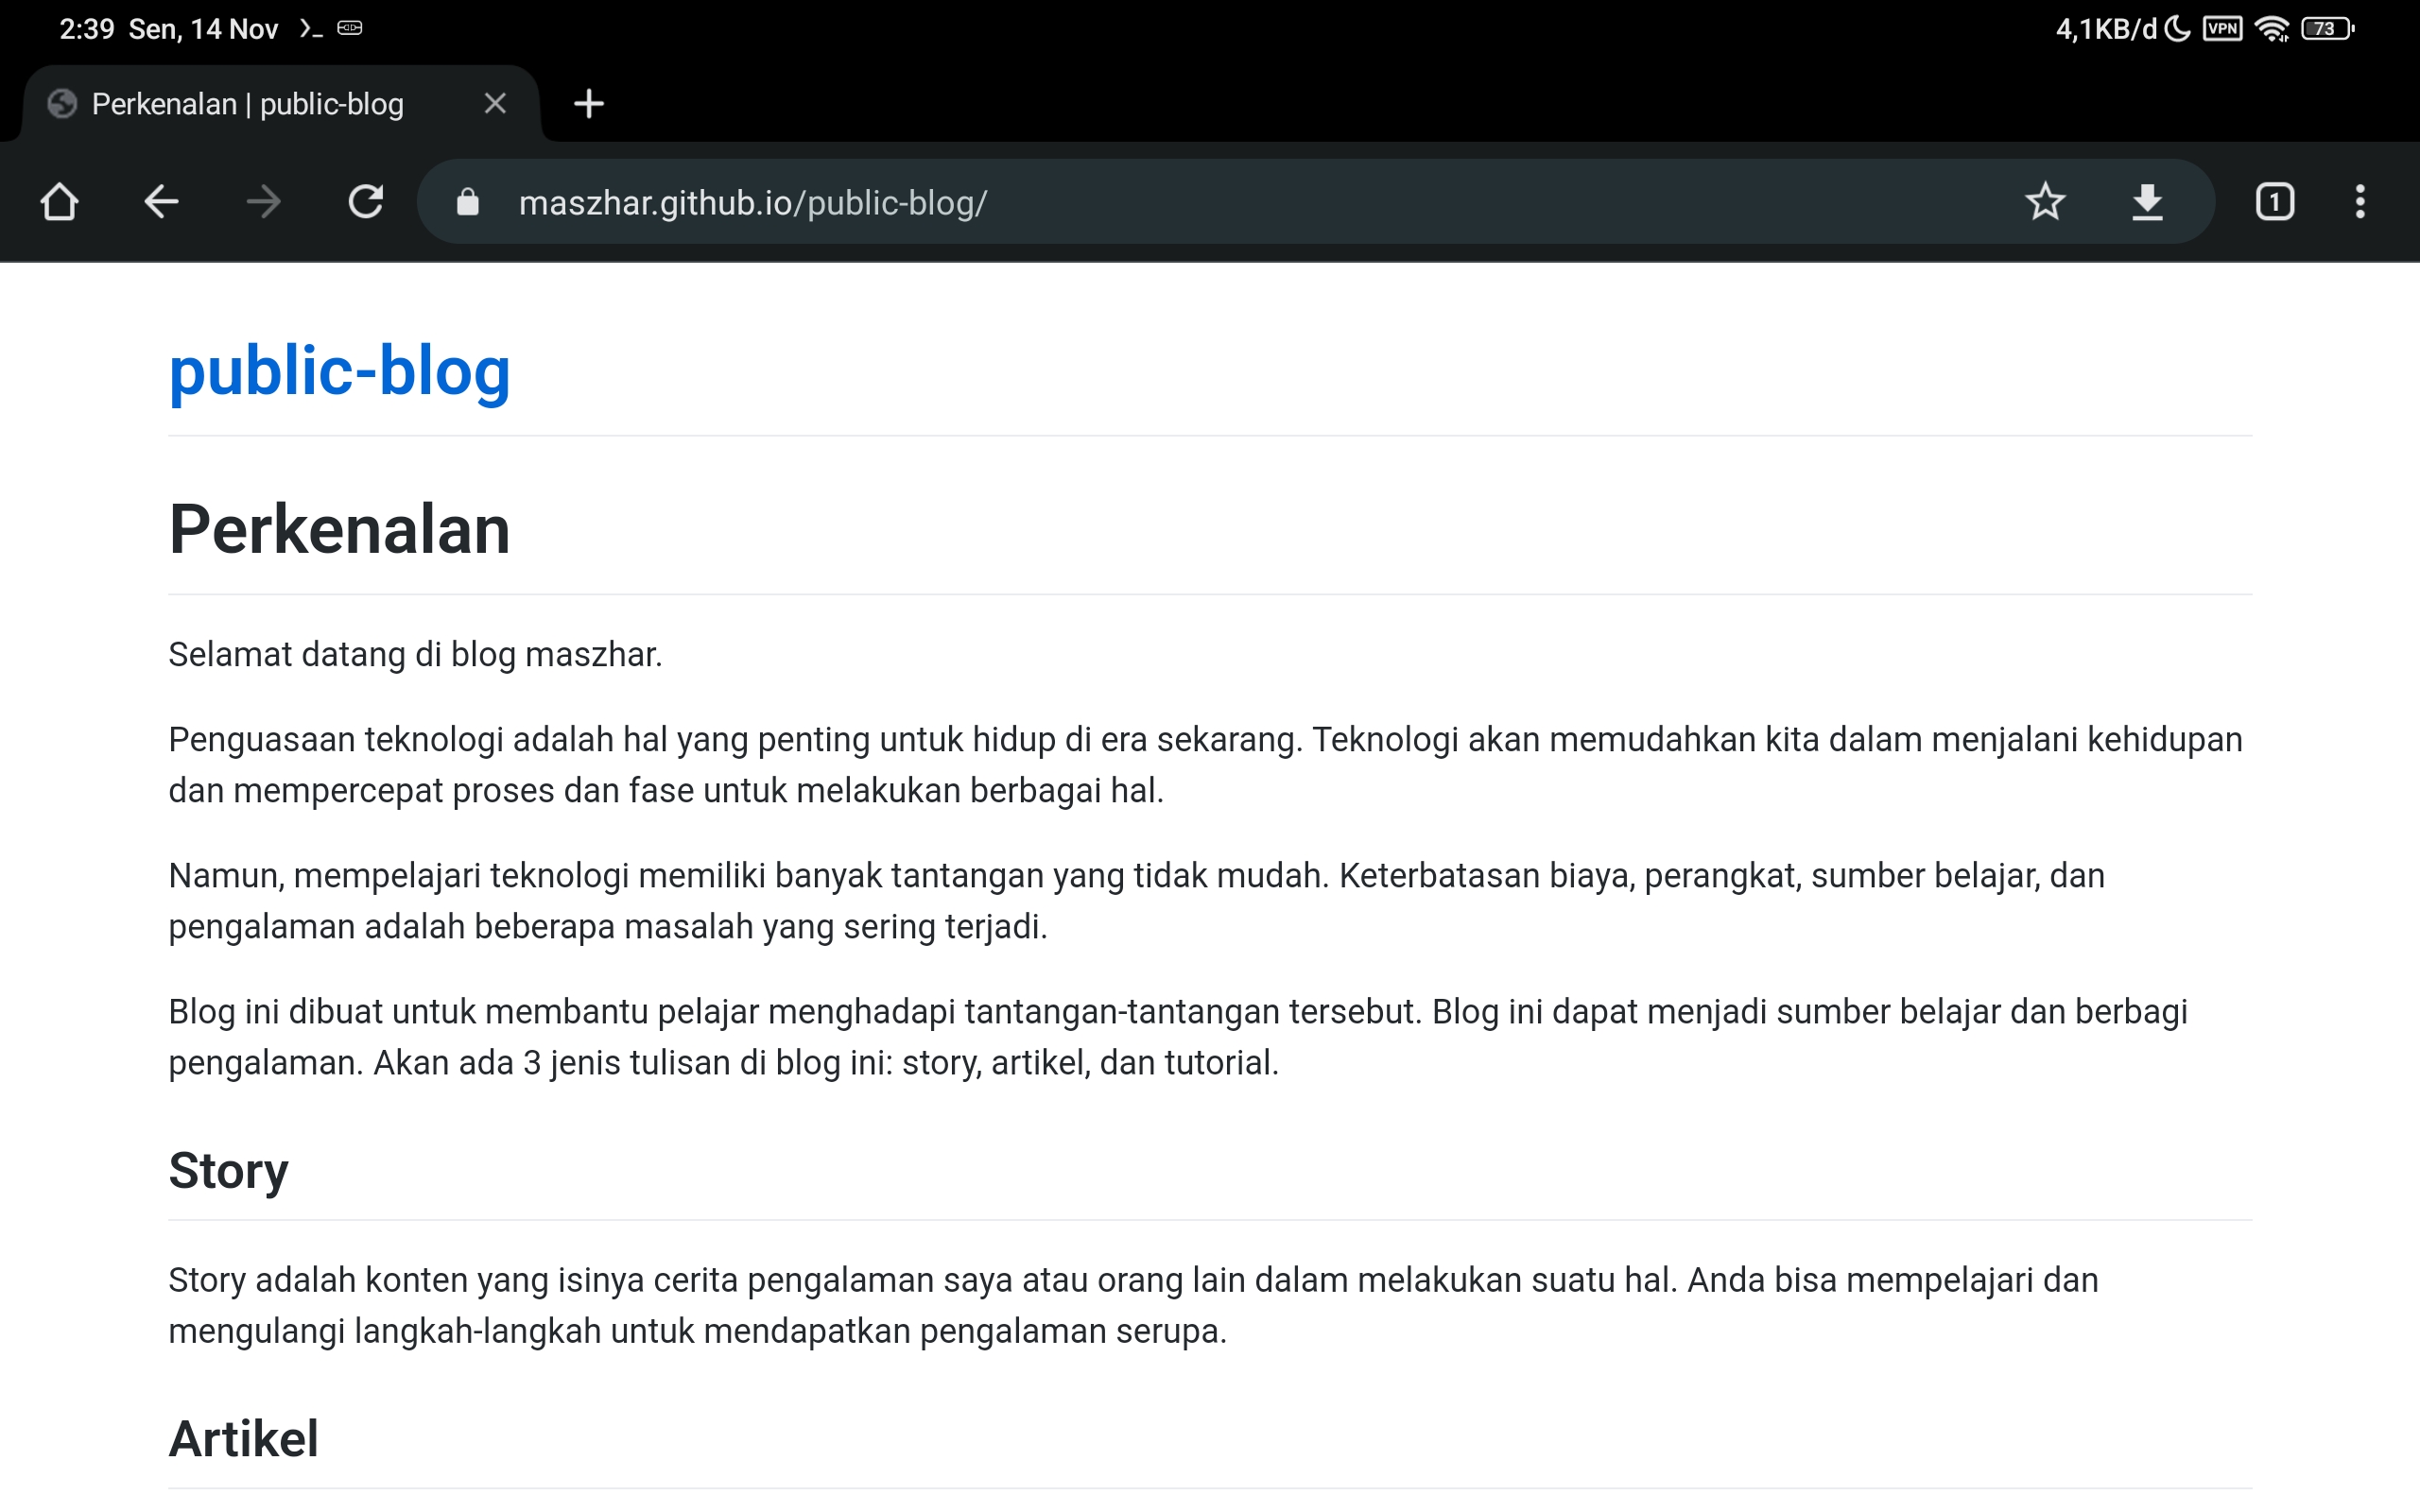 2:39 Sen, 14 Nov
4,1KB/d VPN 73
Perkenalan | public-blog
maszhar.github.io/public-blog/
1
public-blog
Perkenalan
Selamat datang di blog maszhar.
Penguasaan teknologi adalah hal yang penting untuk hidup di era sekarang. Teknologi akan memudahkan kita dalam menjalani kehidupan
dan mempercepat proses dan fase untuk melakukan berbagai hal.
Namun, mempelajari teknologi memiliki banyak tantangan yang tidak mudah. Keterbatasan biaya, perangkat, sumber belajar, dan
pengalaman adalah beberapa masalah yang sering terjadi.
Blog ini dibuat untuk membantu pelajar menghadapi tantangan-tantangan tersebut. Blog ini dapat menjadi sumber belajar dan berbagi
pengalaman. Akan ada 3 jenis tulisan di blog ini: story, artikel, dan tutorial.
Story
Story adalah konten yang isinya cerita pengalaman saya atau orang lain dalam melakukan suatu hal. Anda bisa mempelajari dan
mengulangi langkah-langkah untuk mendapatkan pengalaman serupa.
Artikel